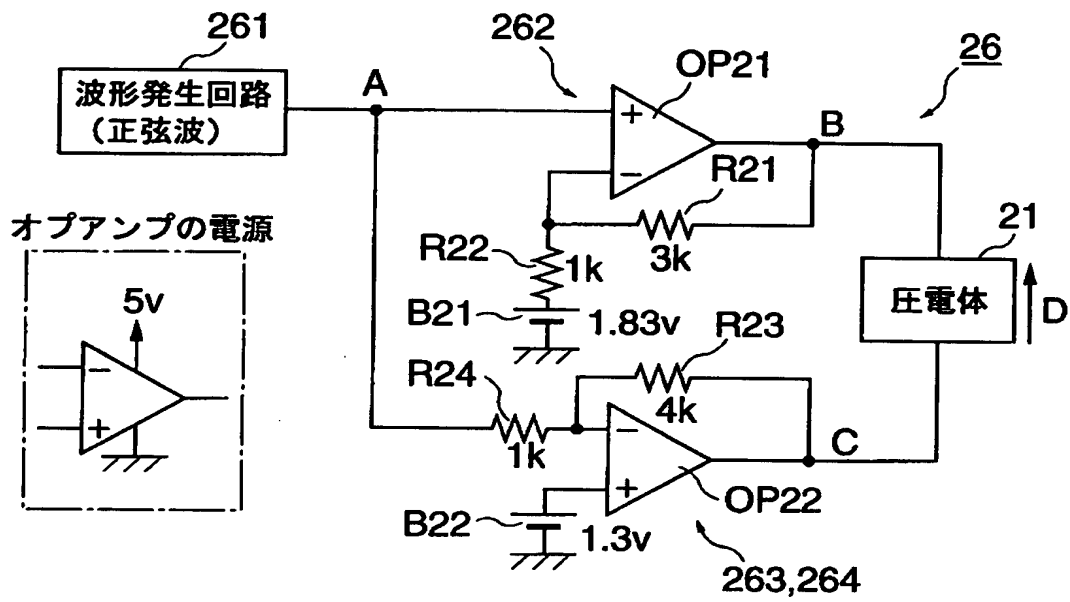 261
波形発生回路
（正弦波）
A
262
OP21
+
−
B
26
R21
3k
R22
1k
B21
1.83v
21
圧電体
D
オプアンプの電源
5v
−
+
R24
1k
R23
4k
−
+
C
OP22
B22
1.3v
263,264